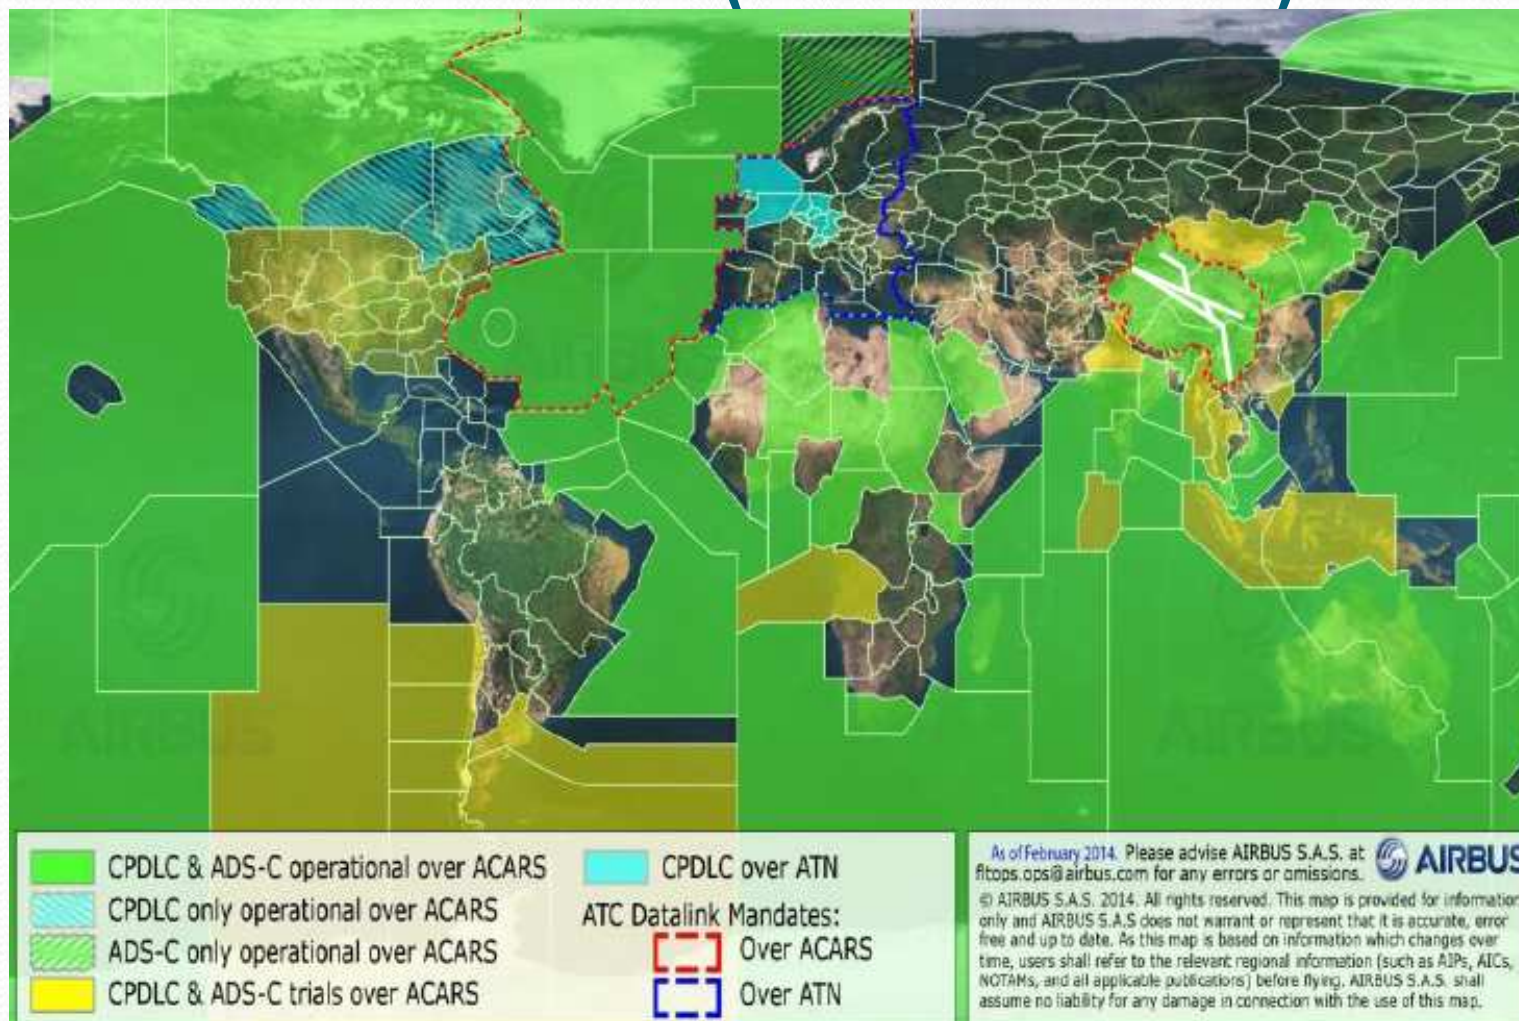 AIRBUS
AIRBUS
CPDLC & ADS-C operational over ACARS
CPDLC only operational over ACARS
ADS-C only operational over ACARS
CPDLC & ADS-C trials over ACARS
CPDLC over ATN
ATC Datalink Mandates:
Over ACARS
Over ATN
As of February 2014. Please advise AIRBUS S.A.S. at
fltops.ops@airbus.com for any errors or omissions.
AIRBUS
© AIRBUS S.A.S. 2014. All rights reserved. This map is provided for information
only and AIRBUS S.A.S does not warrant or represent that it is accurate, error
free and up to date. As this map is based on information which changes over
time, users shall refer to the relevant regional information (such as AIPs, AICs,
NOTAMs, and all applicable publications) before flying. AIRBUS S.A.S. shall
assume no liability for any damage in connection with the use of this map.